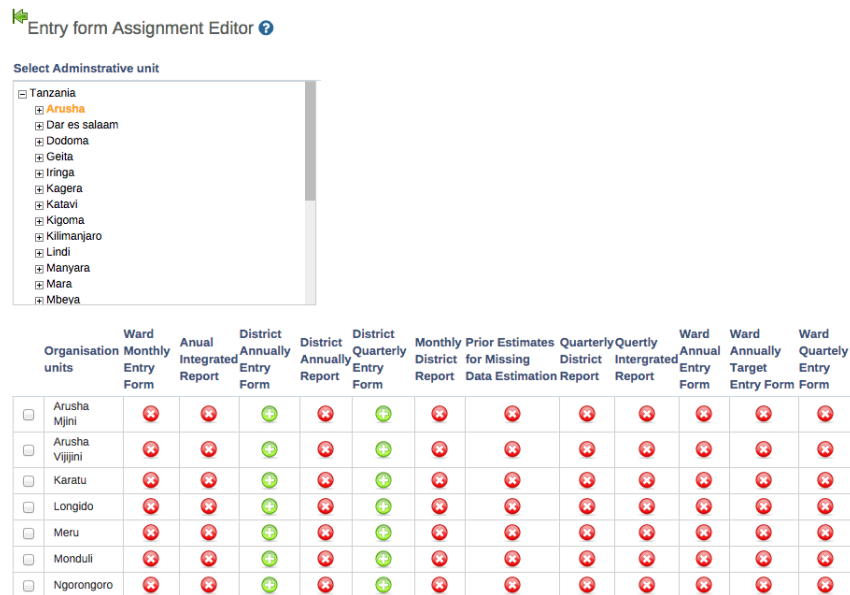 Entry form Assignment Editor ?
Select Adminstrative unit
Tanzania
Arusha
Dar es salaam
Dodoma
Geita
Iringa
Kagera
Katavi
Kigoma
Kilimanjaro
Lindi
Manyara
Mara
Mbeya
Organisation
units
Ward
Monthly
Entry
Form
Anual
Integrated
Report
District
Annually
Entry
Form
District
Annually
Report
District
Quarterly
Entry
Form
Monthly
District
Report
Prior Estimates
for Missing
Data Estimation
Quarterly
District
Report
Quertly
Intergrated
Report
Ward
Annual
Entry
Form
Ward
Annually
Target
Entry Form
Ward
Quartely
Entry
Form
Arusha
Mjini
Arusha
Vijijini
Karatu
Longido
Meru
Monduli
Ngorongoro